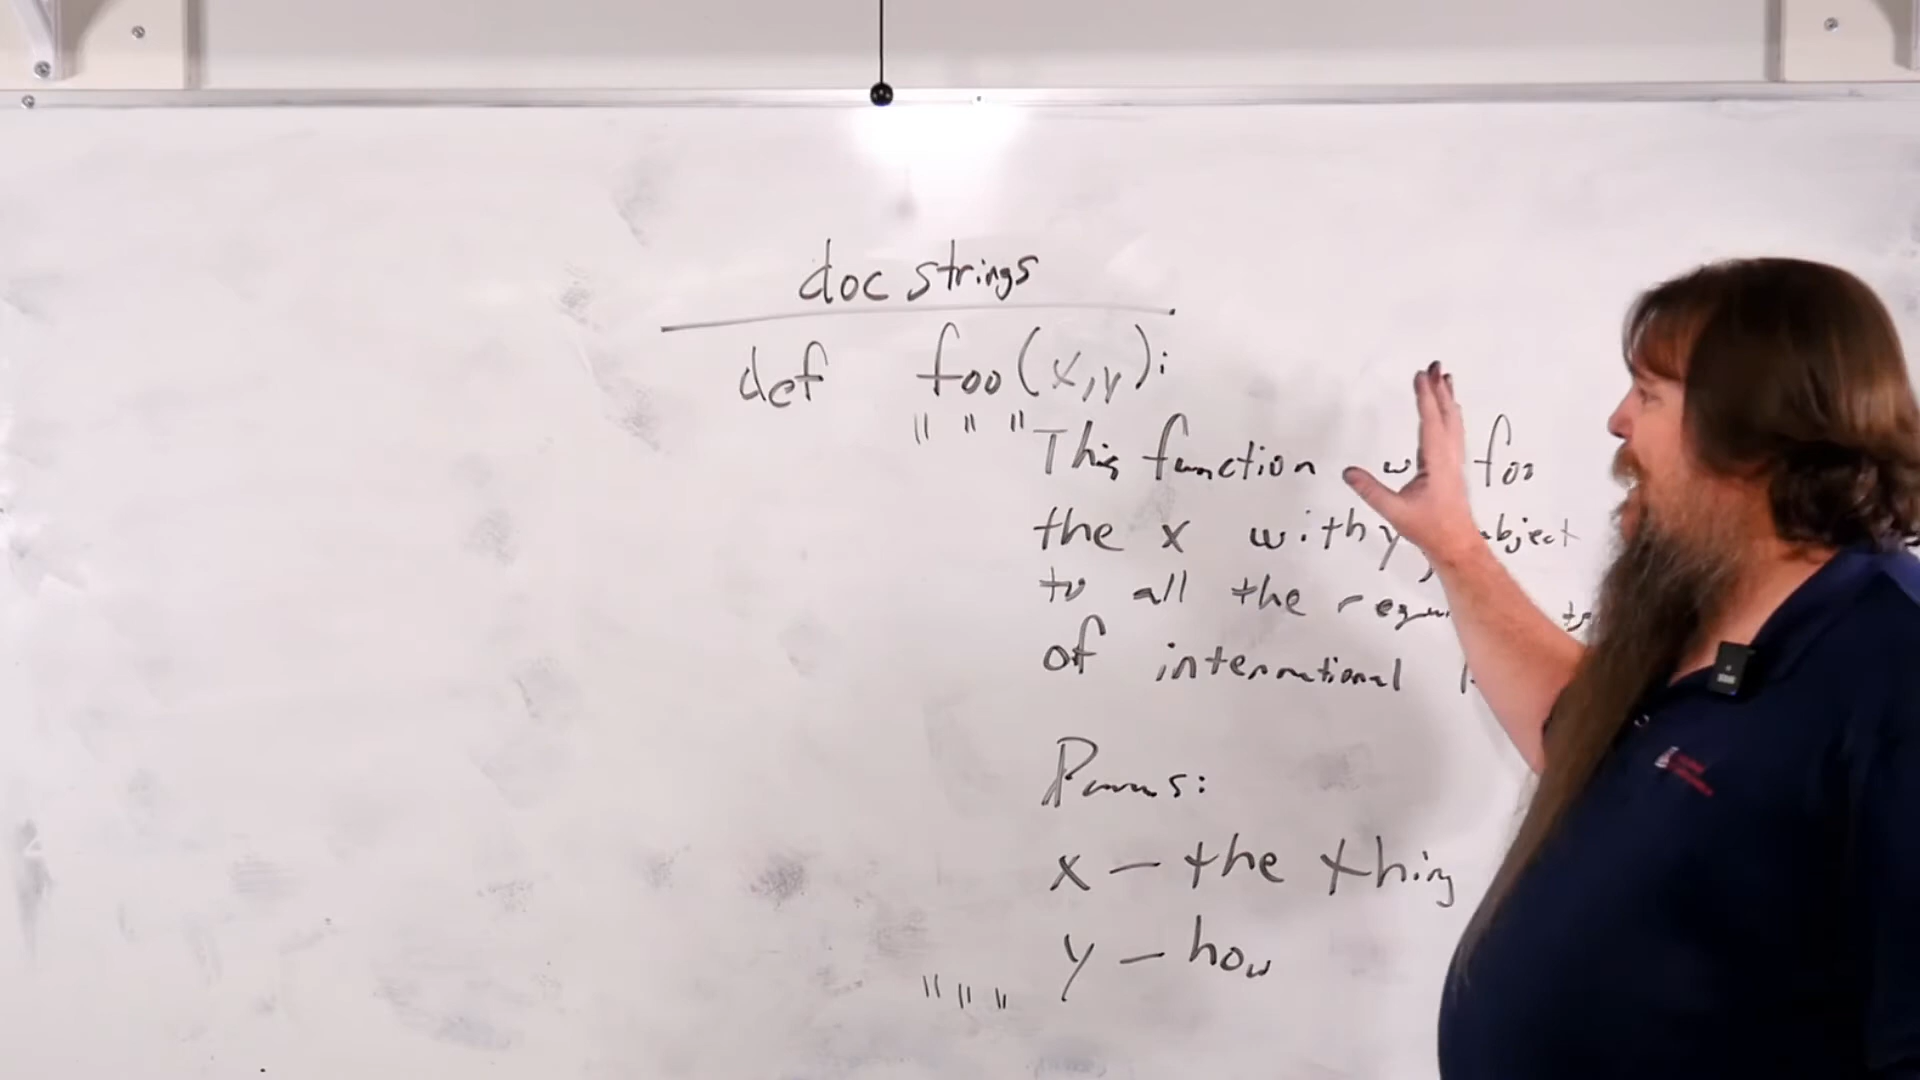 doc strings
def foo(x,y):
""" This function foo
the x with y,
to all the
of international
Params:
x – the thing
y – how
"""